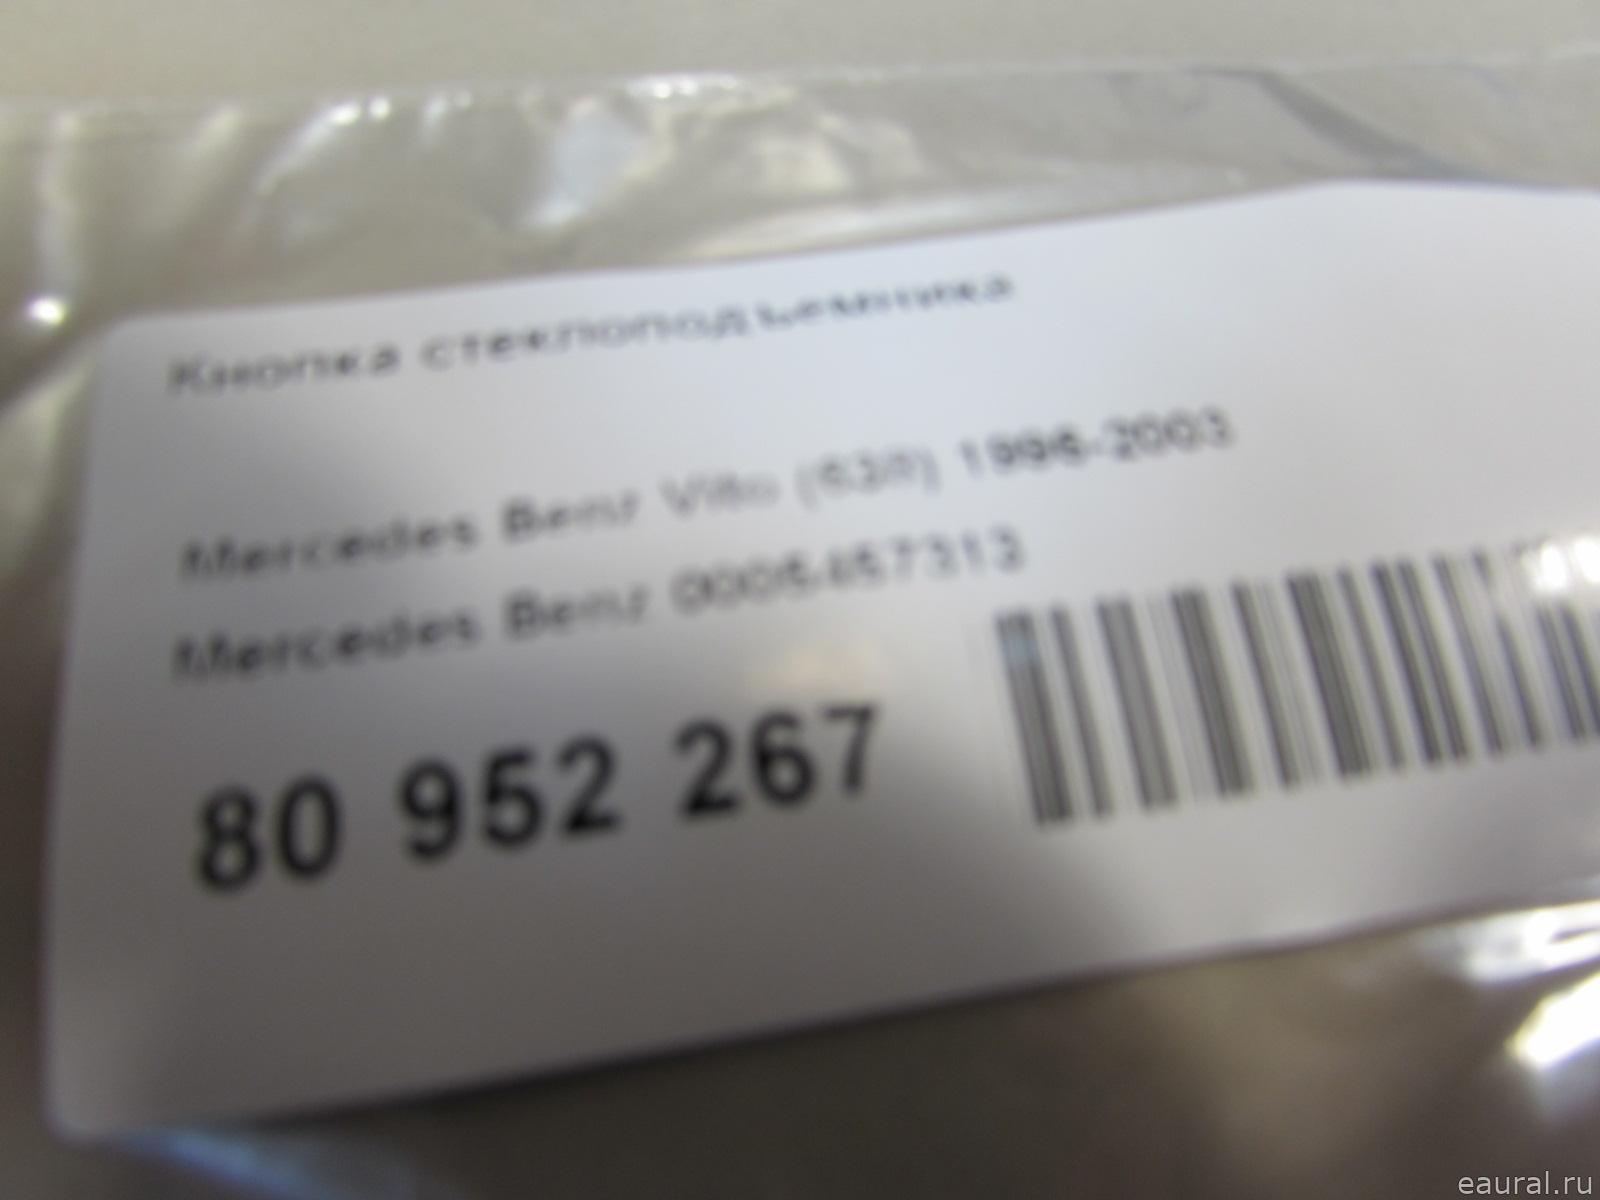 Кнопка стеклоподъемника
Mercedes Benz Vito (638) 1996-2003
Mercedes Benz 0005457313
80 952 267
eaural.ru